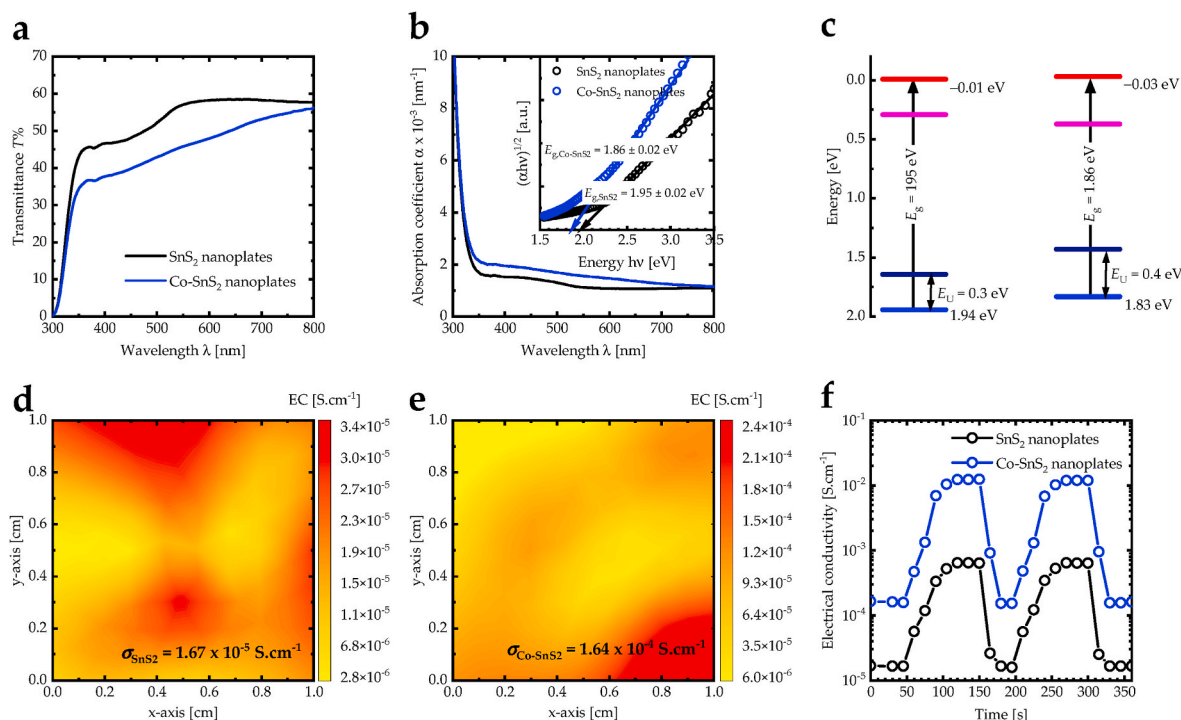 a
70
60
50
40
30
20
10
0
Transmittance T%
SnS₂ nanoplates
Co-SnS₂ nanoplates
300 400 500 600 700 800
Wavelength λ [nm]
b
10
8
6
4
2
0
Absorption coefficient α x 10⁻³ [nm⁻¹]
SnS₂ nanoplates
Co-SnS₂ nanoplates
(αhν)¹/² [a.u.]
E g,Co-SnS2 = 1.86 ± 0.02 eV
E g,SnS2 = 1.95 ± 0.02 eV
1.5 2.0 2.5 3.0 3.5
Energy hν [eV]
300 400 500 600 700 800
Wavelength λ [nm]
c
0.0
0.5
1.0
1.5
2.0
Energy [eV]
−0.01 eV
E g = 195 eV
E U = 0.3 eV
1.94 eV
−0.03 eV
E g = 1.86 eV
E U = 0.4 eV
1.83 eV
d
EC [S.cm⁻¹]
1.0
0.8
0.6
0.4
0.2
0.0
y-axis [cm]
σ SnS2 = 1.67 x 10⁻⁵ S.cm⁻¹
0.0 0.2 0.4 0.6 0.8 1.0
x-axis [cm]
3.4×10⁻⁵
3.0×10⁻⁵
2.7×10⁻⁵
2.3×10⁻⁵
1.9×10⁻⁵
1.5×10⁻⁵
1.1×10⁻⁵
6.8×10⁻⁶
2.8×10⁻⁶
e
EC [S.cm⁻¹]
1.0
0.8
0.6
0.4
0.2
0.0
y-axis [cm]
σ Co-SnS2 = 1.64 x 10⁻⁴ S.cm⁻¹
0.0 0.2 0.4 0.6 0.8 1.0
x-axis [cm]
2.4×10⁻⁴
2.1×10⁻⁴
1.8×10⁻⁴
1.5×10⁻⁴
1.2×10⁻⁴
9.3×10⁻⁵
6.4×10⁻⁵
3.5×10⁻⁵
6.0×10⁻⁶
f
10⁻¹
10⁻²
10⁻³
10⁻⁴
10⁻⁵
Electrical conductivity [S.cm⁻¹]
SnS₂ nanoplates
Co-SnS₂ nanoplates
0 50 100 150 200 250 300 350
Time [s]